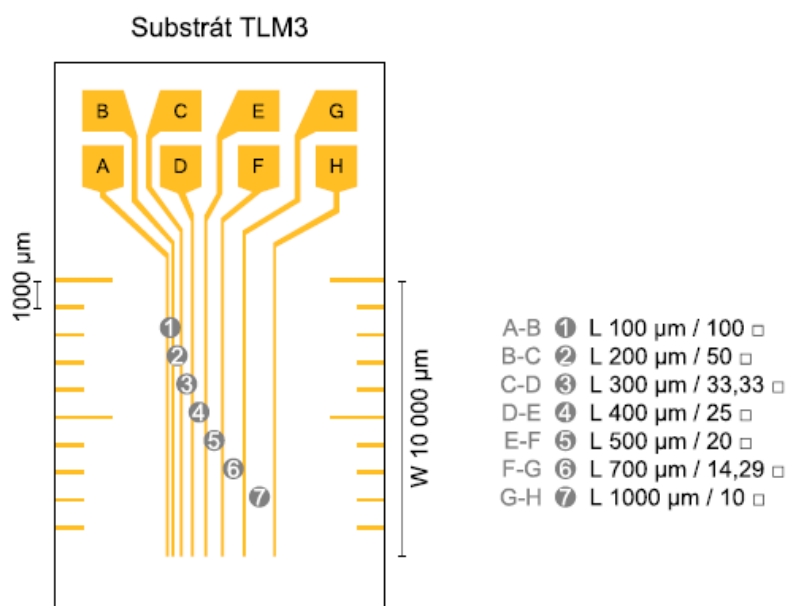 Substrát TLM3
B C E G
A D F H
1000 µm
1
2
3
4
5
6
7
W 10 000 µm
A-B 1 L 100 µm / 100 □
B-C 2 L 200 µm / 50 □
C-D 3 L 300 µm / 33,33 □
D-E 4 L 400 µm / 25 □
E-F 5 L 500 µm / 20 □
F-G 6 L 700 µm / 14,29 □
G-H 7 L 1000 µm / 10 □